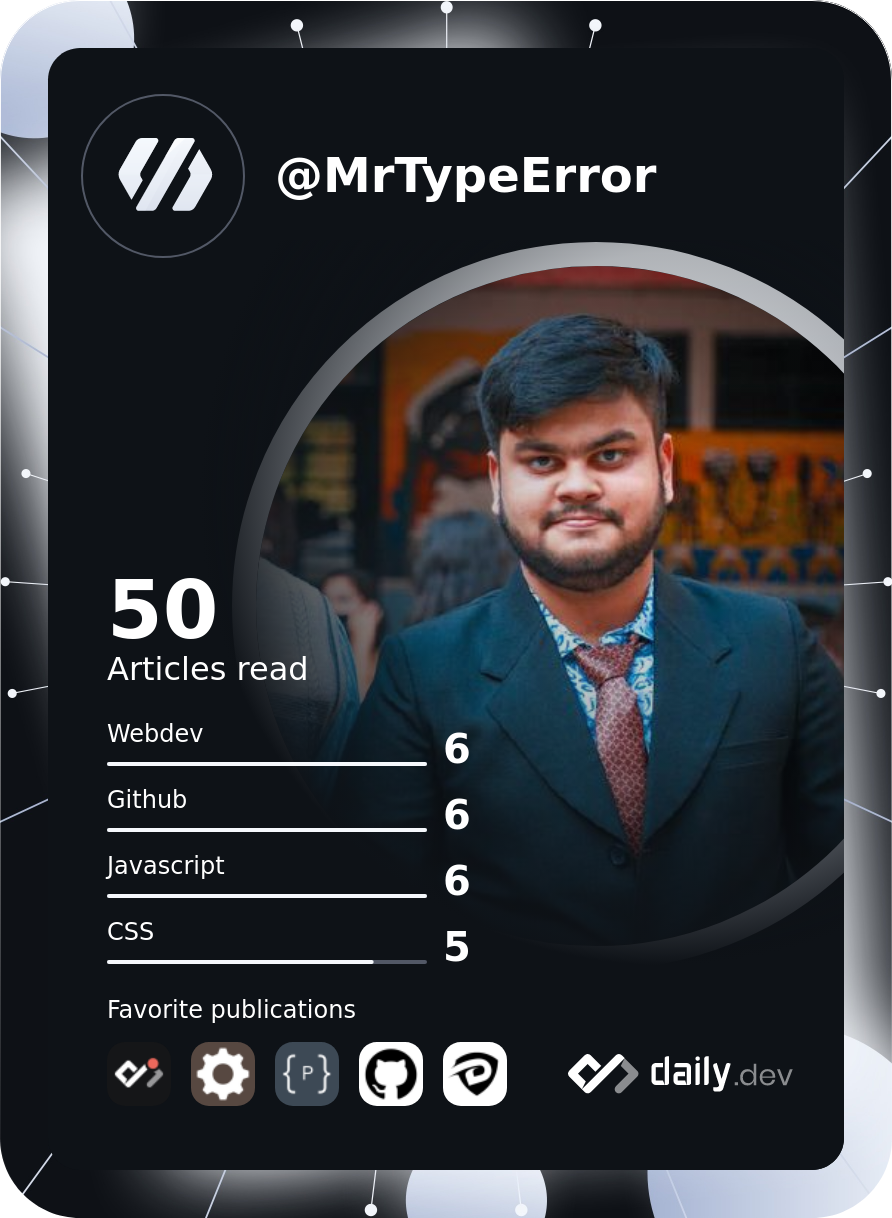 @MrTypeError
50
Articles read
Webdev
6
Github
6
Javascript
6
CSS
5
Favorite publications
{P}
daily.dev